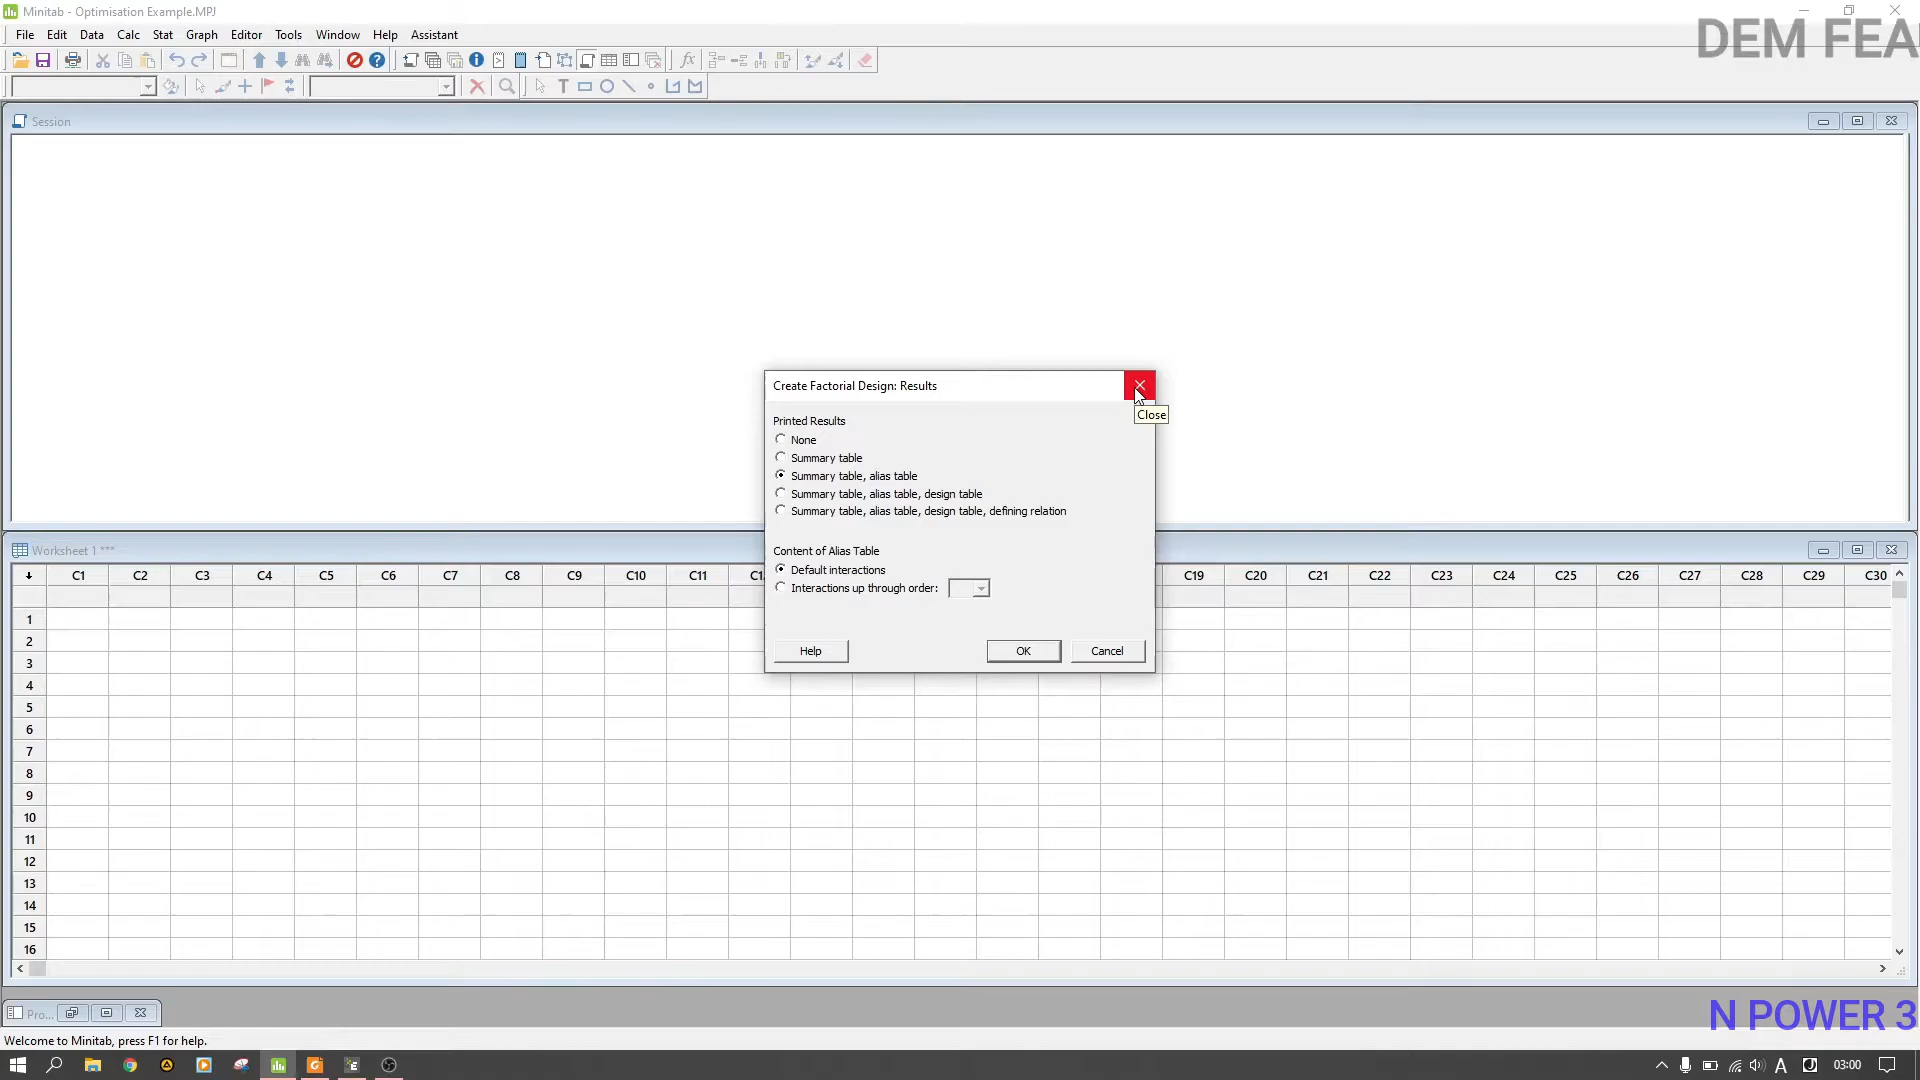 Minitab - Optimisation Example.MPJ
DEM FEA
File Edit Data Calc Stat Graph Editor Tools Window Help Assistant
Session
Create Factorial Design: Results
Close
Printed Results
None
Summary table
Summary table, alias table
Summary table, alias table, design table
Summary table, alias table, design table, defining relation
Content of Alias Table
Default interactions
Interactions up through order:
Help OK Cancel
Worksheet 1 ***
C1 C2 C3 C4 C5 C6 C7 C8 C9 C10 C11 C19 C20 C21 C22 C23 C24 C25 C26 C27 C28 C29 C30
1
2
3
4
5
6
7
8
9
10
11
12
13
14
15
16
Pro...
N POWER 3
Welcome to Minitab, press F1 for help.
03:00